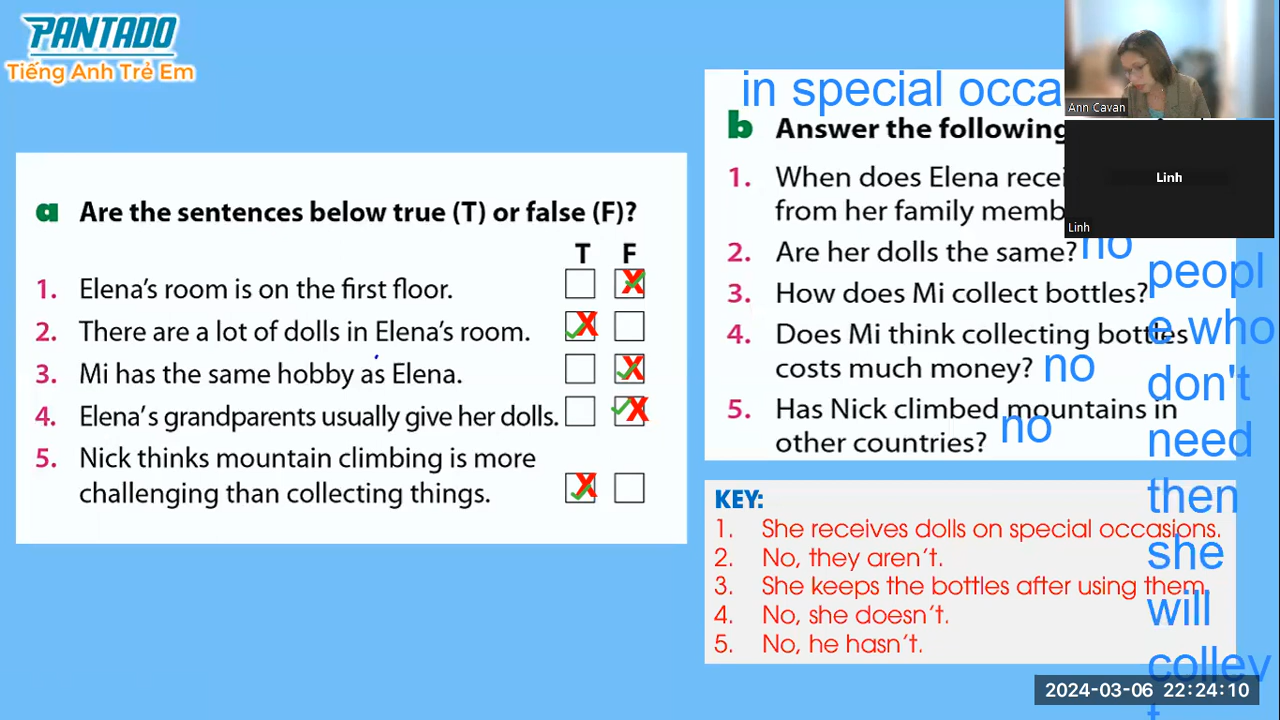 PANTADO
Tiếng Anh Trẻ Em
a Are the sentences below true (T) or false (F)?
T F
1. Elena's room is on the first floor.
2. There are a lot of dolls in Elena's room.
3. Mi has the same hobby as Elena.
4. Elena's grandparents usually give her dolls.
5. Nick thinks mountain climbing is more
challenging than collecting things.
in special occa
b Answer the following
1. When does Elena
from her family
2. Are her dolls the same?
no
3. How does Mi collect bottles?
4. Does Mi think collecting bottles
costs much money?
no
5. Has Nick climbed mountains in
other countries?
no
peopl
e who
don't
need
then
she
will
collev
KEY:
1. She receives dolls on special occasions.
2. No, they aren't.
3. She keeps the bottles after using them
4. No, she doesn't.
5. No, he hasn't.
Ann Cavan
Linh
Linh
2024-03-06 22:24:10